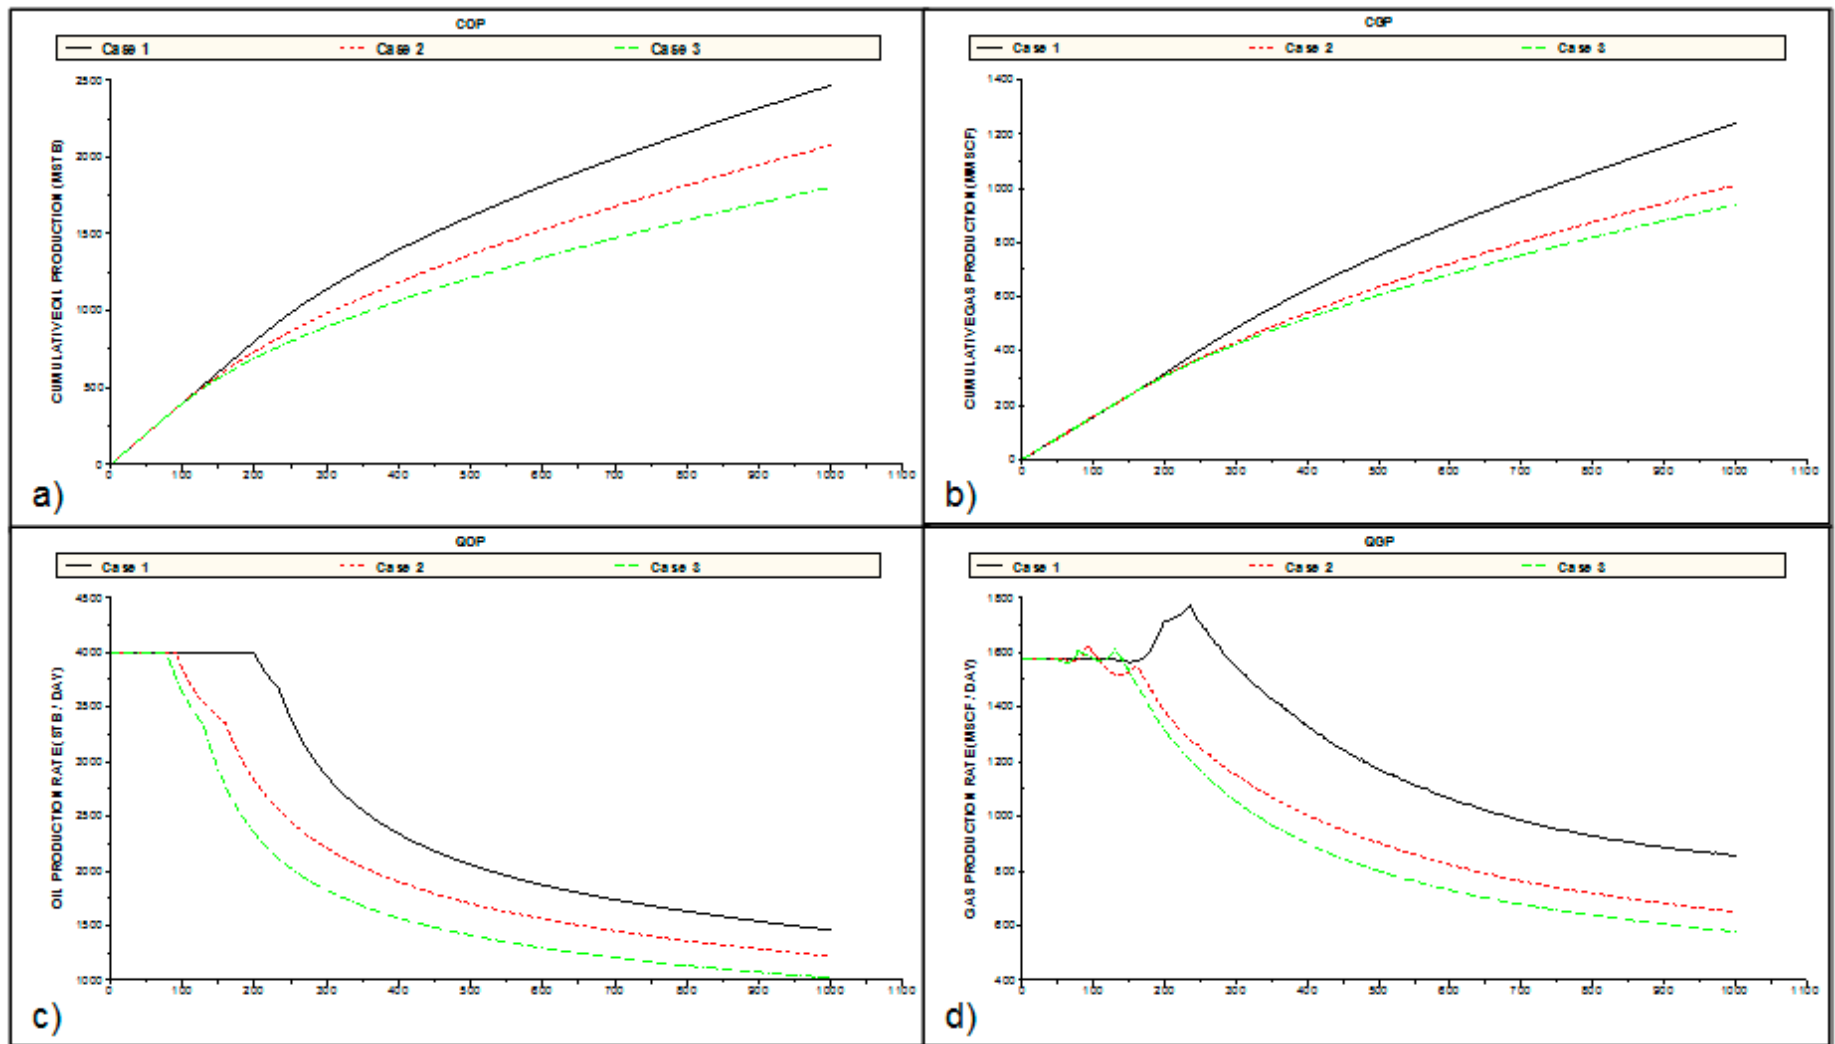 COP
Case 1 Case 2 Case 3
CUMULATIVEOIL PRODUCTION (MSTB)
2500
2000
1500
1000
500
0
0 100 200 300 400 500 600 700 800 900 1000 1100
a)
CGP
Case 1 Case 2 Case 3
CUMULATIVEGAS PRODUCTION (MMSCF)
1400
1200
1000
800
600
400
200
0
0 100 200 300 400 500 600 700 800 900 1000 1100
b)
QOP
Case 1 Case 2 Case 3
OIL PRODUCTION RATE(STB / DAY)
4500
4000
3500
3000
2500
2000
1500
1000
0 100 200 300 400 500 600 700 800 900 1000 1100
c)
QGP
Case 1 Case 2 Case 3
GAS PRODUCTION RATE(MSCF / DAY)
1800
1600
1400
1200
1000
800
600
400
0 100 200 300 400 500 600 700 800 900 1000 1100
d)